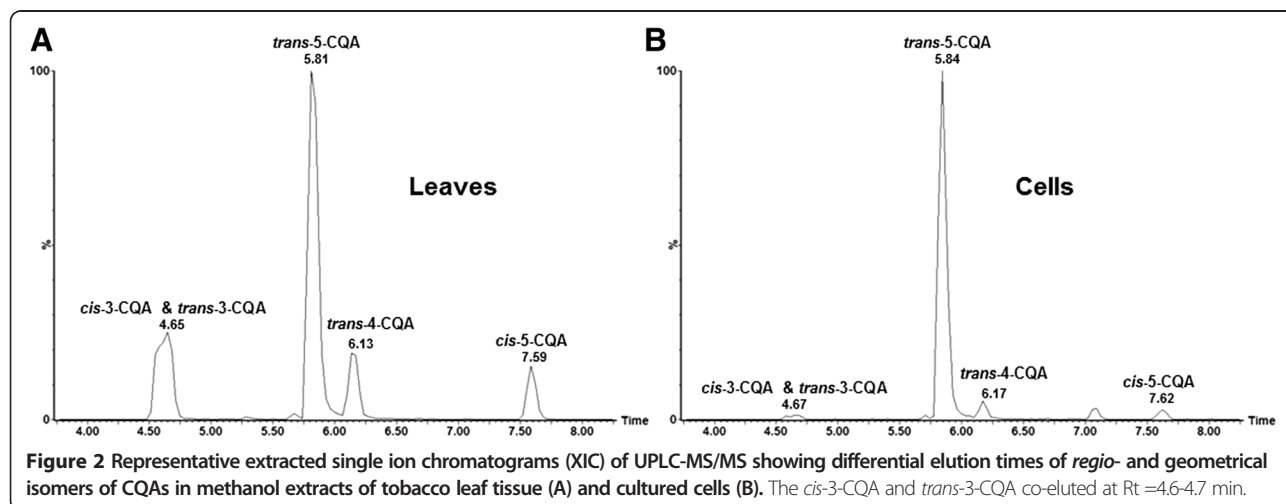 A
trans-5-CQA
5.81
100
Leaves
%
cis-3-CQA & trans-3-CQA
4.65
trans-4-CQA
6.13
cis-5-CQA
7.59
0
Time
4.00 4.50 5.00 5.50 6.00 6.50 7.00 7.50 8.00
B
trans-5-CQA
5.84
100
Cells
%
cis-3-CQA & trans-3-CQA
4.67
trans-4-CQA
6.17
cis-5-CQA
7.62
0
Time
4.00 4.50 5.00 5.50 6.00 6.50 7.00 7.50 8.00
Figure 2 Representative extracted single ion chromatograms (XIC) of UPLC-MS/MS showing differential elution times of regio- and geometrical
isomers of CQAs in methanol extracts of tobacco leaf tissue (A) and cultured cells (B). The cis-3-CQA and trans-3-CQA co-eluted at Rt =4.6-4.7 min.